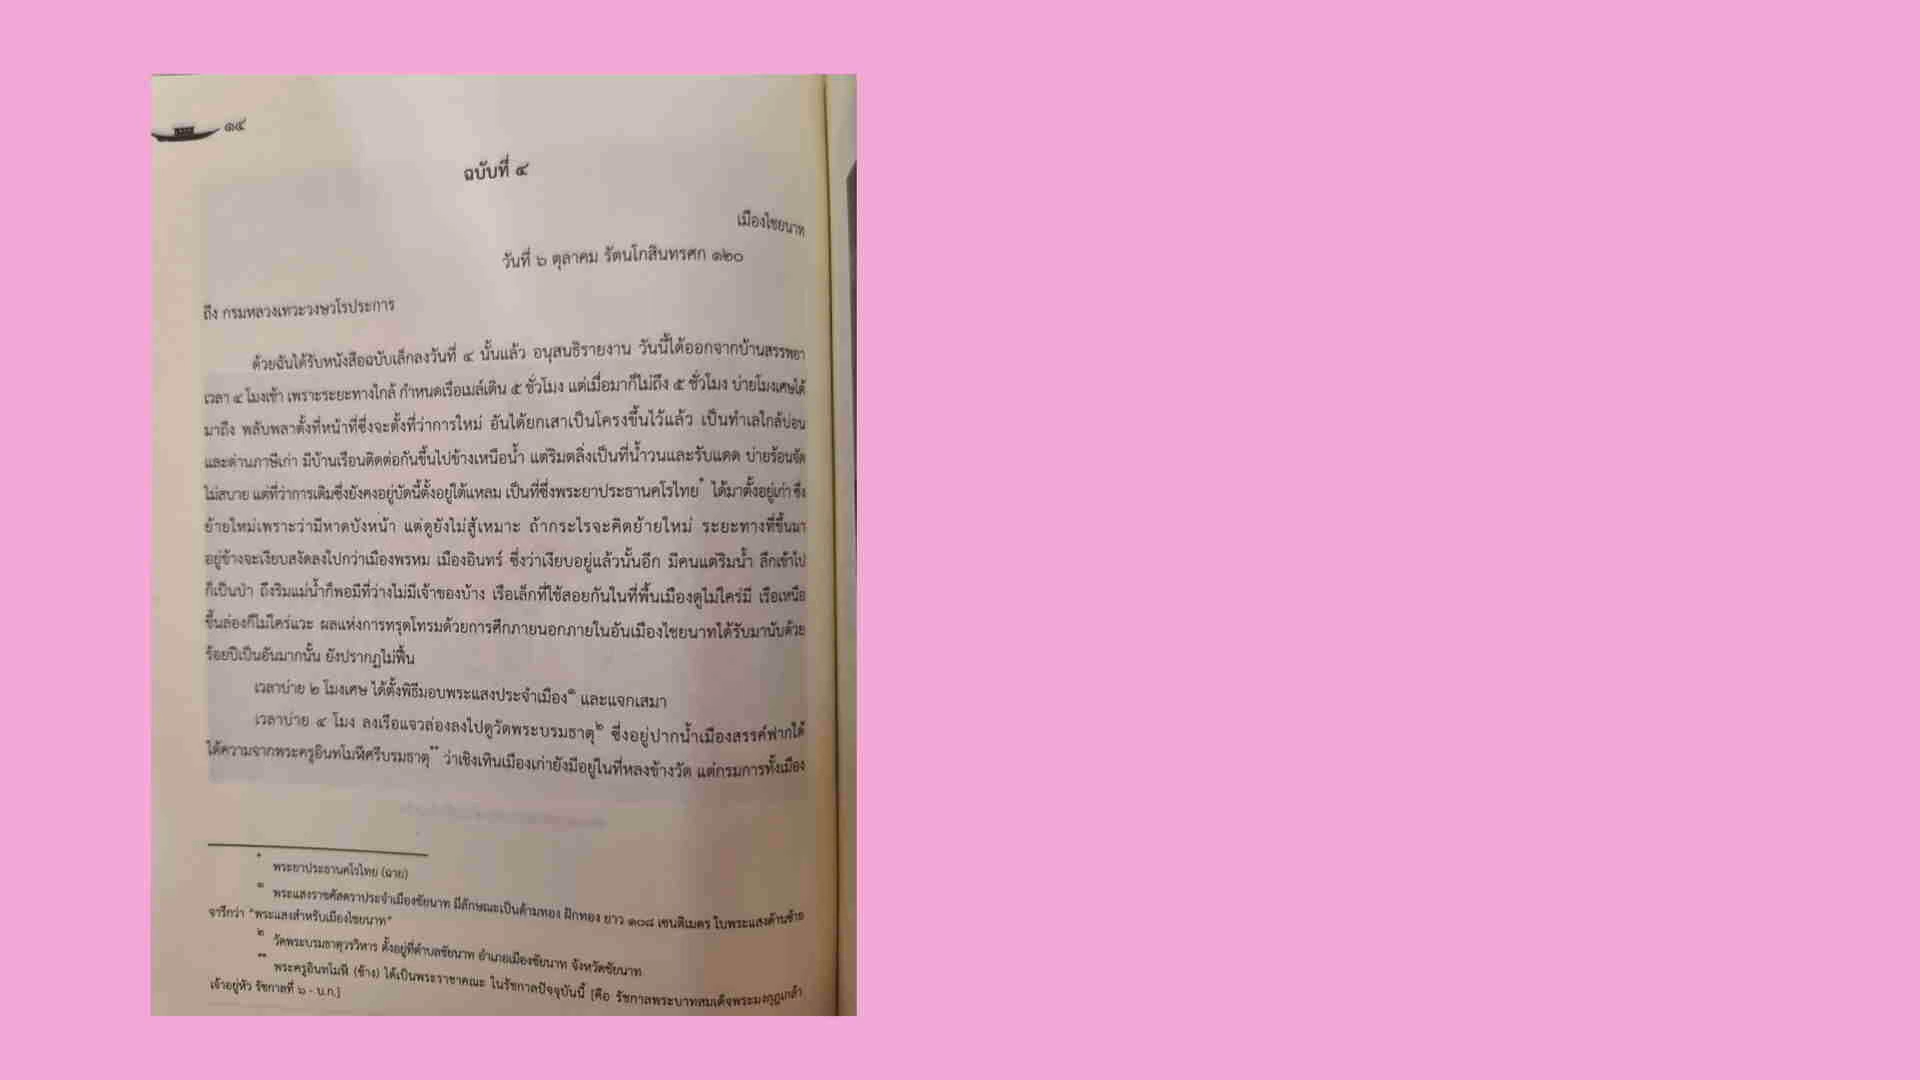 ๑๔
ฉบับที่ ๔
เมืองไชยนาท
วันที่ ๖ ตุลาคม รัตนโกสินทรศก ๑๒๐
ถึง กรมหลวงเทวะวงษวโรประการ
ด้วยฉันได้รับหนังสือฉบับเล็กลงวันที่ ๔ นั้นแล้ว อนุสนธิรายงาน วันนี้ได้ออกจากบ้านสรรพยา
เวลา ๔ โมงเช้า เพราะระยะทางใกล้ กำหนดเรือเมล์เดิน ๕ ชั่วโมง แต่เมื่อมาก็ไม่ถึง ๕ ชั่วโมง บ่ายโมงเศษได้
มาถึง พลับพลาตั้งที่หน้าที่ซึ่งจะตั้งที่ว่าการใหม่ อันได้ยกเสาเป็นโครงขึ้นไว้แล้ว เป็นทำเลใกล้บ่อน
และด่านภาษีเก่า มีบ้านเรือนติดต่อกันขึ้นไปข้างเหนือน้ำ แต่ริมตลิ่งเป็นที่น้ำวนและรับแดด บ่ายร้อนจัด
ไม่สบาย แต่ที่ว่าการเดิมซึ่งยังคงอยู่บัดนี้ตั้งอยู่ใต้แหลม เป็นที่ซึ่งพระยาประธานคโรไทย* ได้มาตั้งอยู่เก่า ซึ่ง
ย้ายใหม่เพราะว่ามีหาดบังหน้า แต่ดูยังไม่สู้เหมาะ ถ้ากระไรจะคิดย้ายใหม่ ระยะทางที่ขึ้นมา
อยู่ข้างจะเงียบสงัดลงไปกว่าเมืองพรหม เมืองอินทร์ ซึ่งว่าเงียบอยู่แล้วนั้นอีก มีคนแต่ริมน้ำ ลึกเข้าไป
ก็เป็นป่า ถึงริมแม่น้ำก็พอมีที่ว่างไม่มีเจ้าของบ้าง เรือเล็กที่ใช้สอยกันในที่พื้นเมืองดูไม่ใคร่มี เรือเหนือ
ขึ้นล่องก็ไม่ใคร่แวะ ผลแห่งการทรุดโทรมด้วยการศึกภายนอกภายในอันเมืองไชยนาทได้รับมานับด้วย
ร้อยปีเป็นอันมากนั้น ยังปรากฏไม่ฟื้น
เวลาบ่าย ๒ โมงเศษ ได้ตั้งพิธีมอบพระแสงประจำเมือง๑ และแจกเสมา
เวลาบ่าย ๔ โมง ลงเรือแจวล่องลงไปดูวัดพระบรมธาตุ๒ ซึ่งอยู่ปากน้ำเมืองสรรค์ฟากใต้
ได้ความจากพระครูอินทโมฬีศรีบรมธาตุ** ว่าเชิงเทินเมืองเก่ายังมีอยู่ในที่หลงข้างวัด แต่กรมการทั้งเมือง
* พระยาประธานคโรไทย (ฉาย)
๑ พระแสงราชศัสตราประจำเมืองชัยนาท มีลักษณะเป็นด้ามทอง ฝักทอง ยาว ๑๐๘ เซนติเมตร ใบพระแสงด้านซ้าย
จารึกว่า "พระแสงสำหรับเมืองไชยนาท"
๒ วัดพระบรมธาตุวรวิหาร ตั้งอยู่ที่ตำบลชัยนาท อำเภอเมืองชัยนาท จังหวัดชัยนาท
** พระครูอินทโมฬี (ช้าง) ได้เป็นพระราชาคณะ ในรัชกาลปัจจุบันนี้ [คือ รัชกาลพระบาทสมเด็จพระมงกุฎเกล้า
เจ้าอยู่หัว รัชกาลที่ ๖ - บ.ก.]